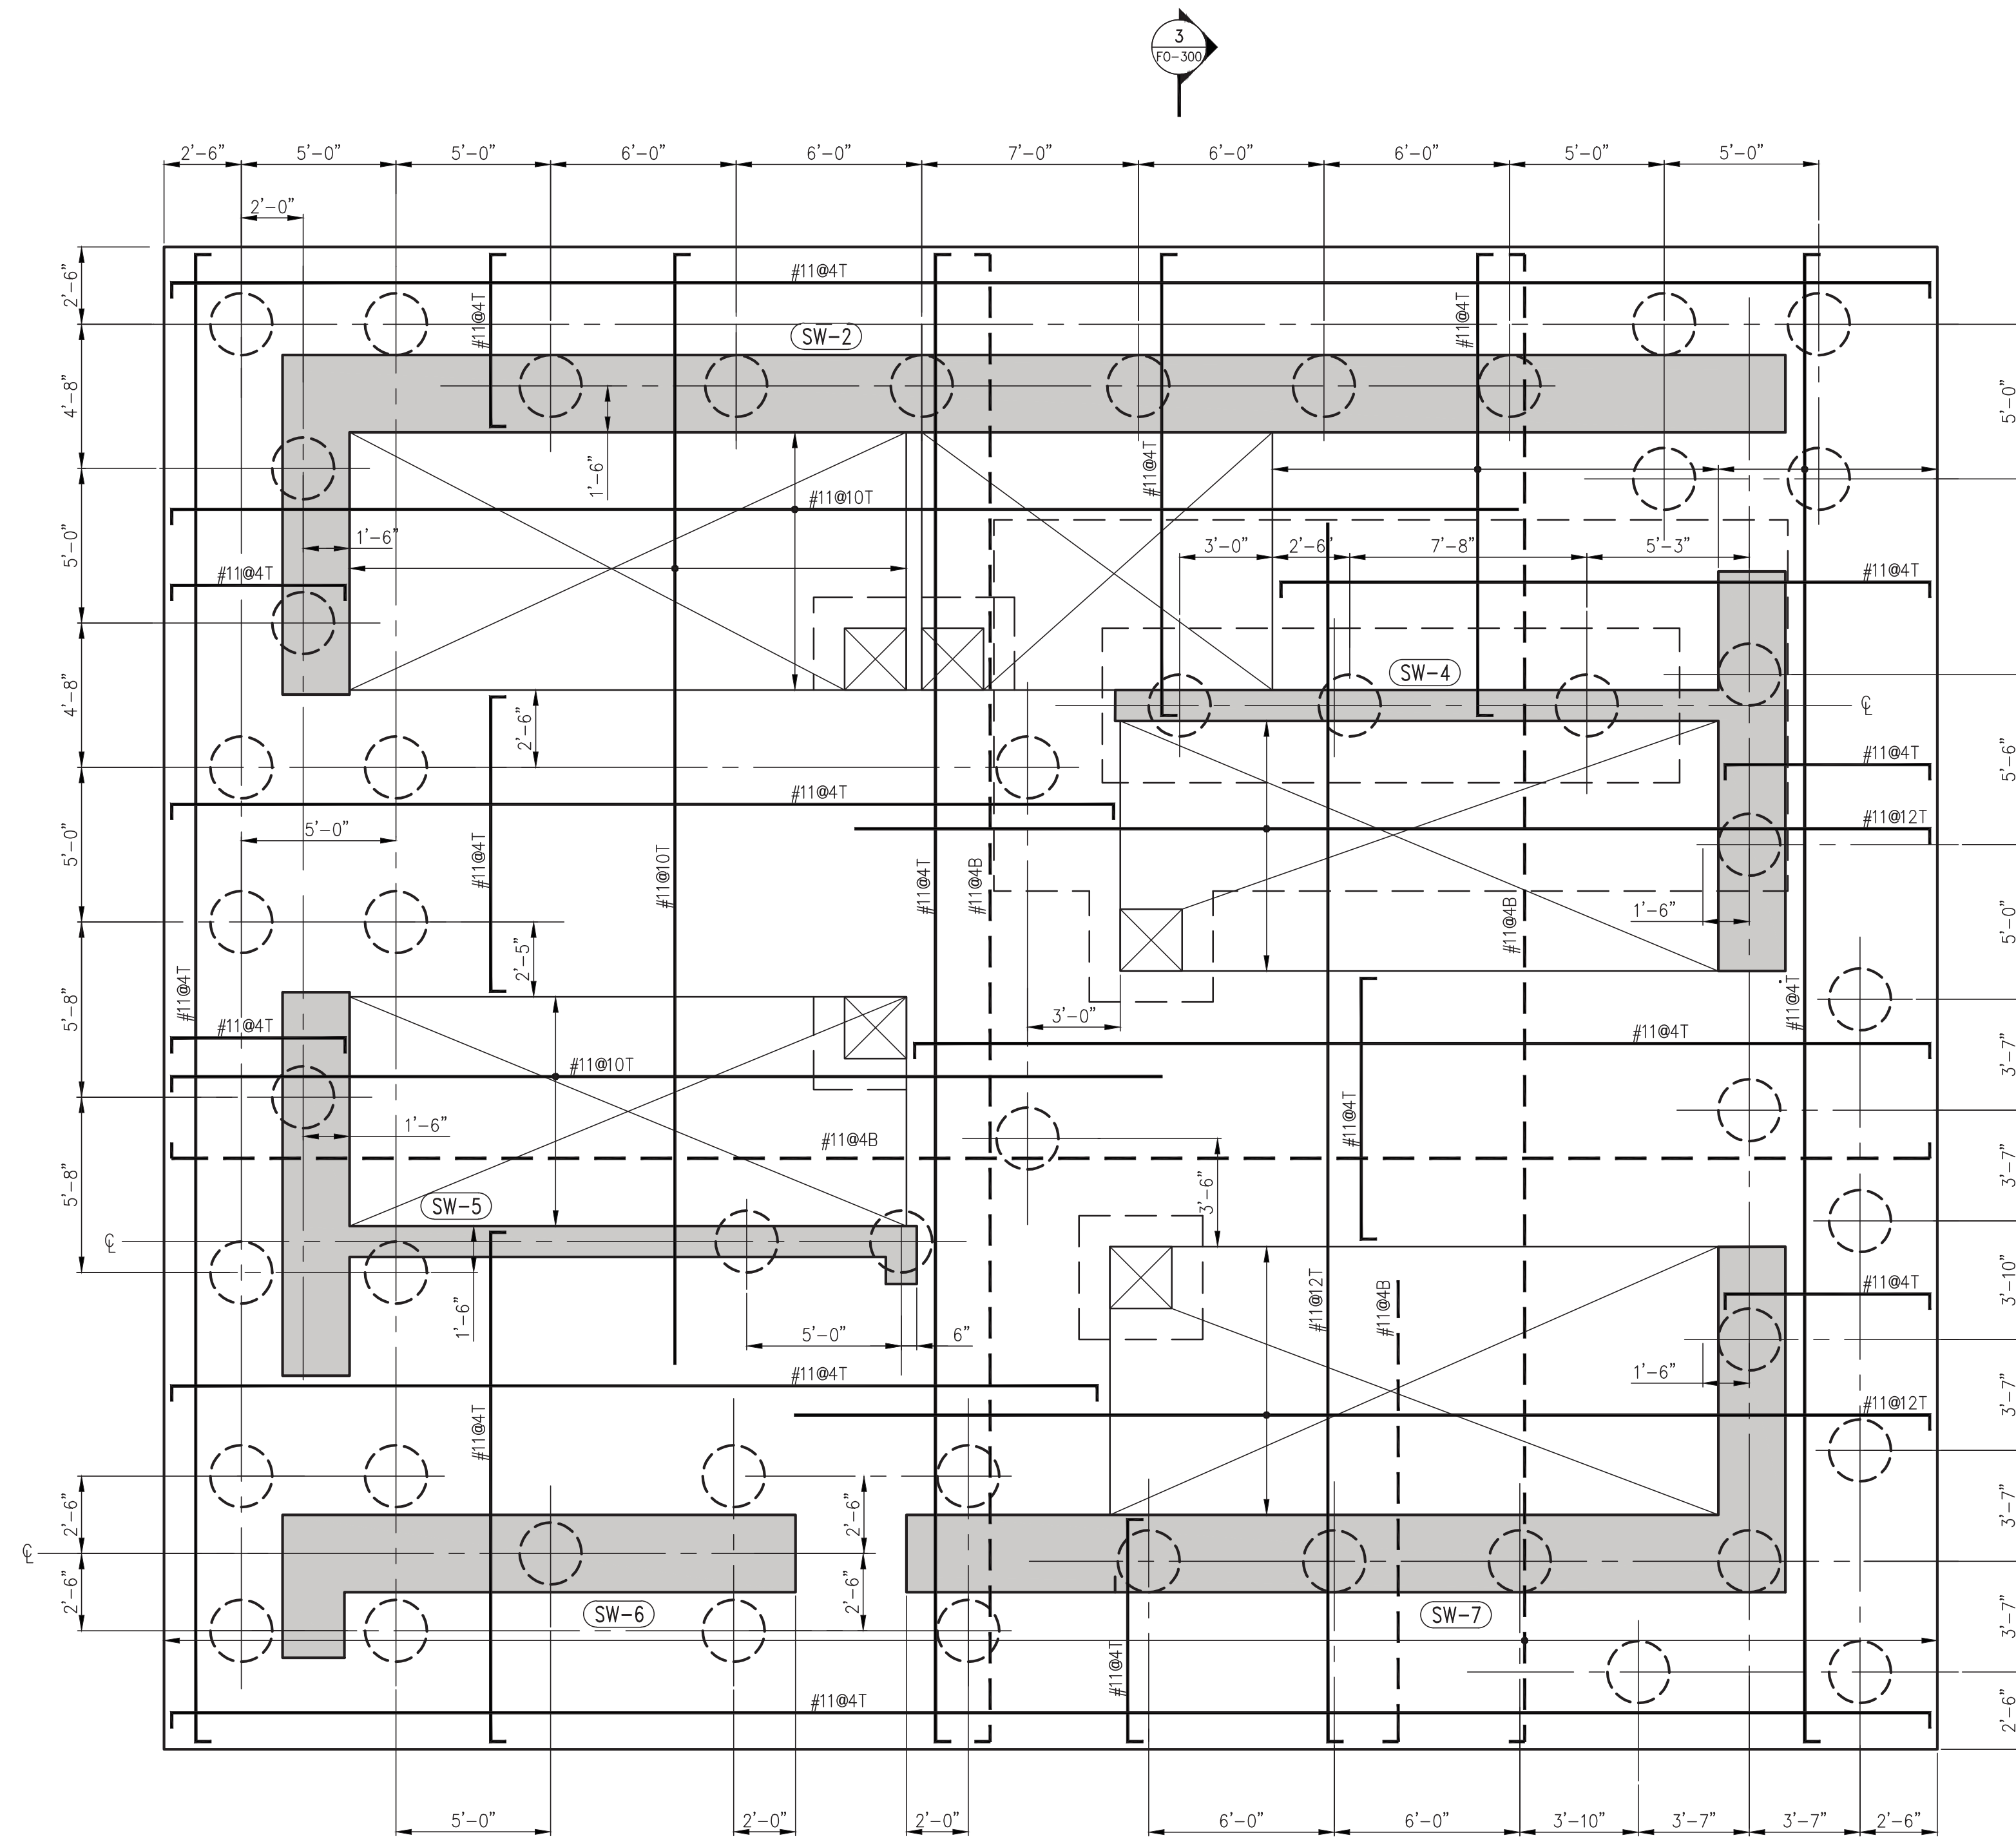 3
FO-300
2'-6"
5'-0"
5'-0"
6'-0"
6'-0"
7'-0"
6'-0"
6'-0"
5'-0"
5'-0"
2'-0"
2'-6"
#11@4T
#11@4T
#11@4T
SW-2
4'-8"
5'-0"
1'-6"
#11@4T
#11@10T
5'-0"
1'-6"
3'-0"
2'-6"
7'-8"
5'-3"
#11@4T
#11@4T
4'-8"
2'-6"
SW-4
℄
#11@4T
5'-6"
#11@4T
#11@12T
5'-0"
5'-0"
#11@4T
#11@10T
#11@4T
#11@4B
#11@4B
1'-6"
5'-0"
2'-5"
#11@4T
#11@4T
5'-8"
3'-0"
#11@4T
#11@4T
3'-7"
#11@10T
#11@4T
1'-6"
#11@4B
5'-8"
3'-6"
3'-7"
SW-5
℄
#11@4T
3'-10"
#11@12T
#11@4B
1'-6"
5'-0"
6"
#11@4T
1'-6"
3'-7"
#11@12T
#11@4T
2'-6"
2'-6"
3'-7"
℄
2'-6"
2'-6"
SW-6
SW-7
3'-7"
#11@4T
#11@4T
2'-6"
5'-0"
2'-0"
2'-0"
6'-0"
6'-0"
3'-10"
3'-7"
3'-7"
2'-6"